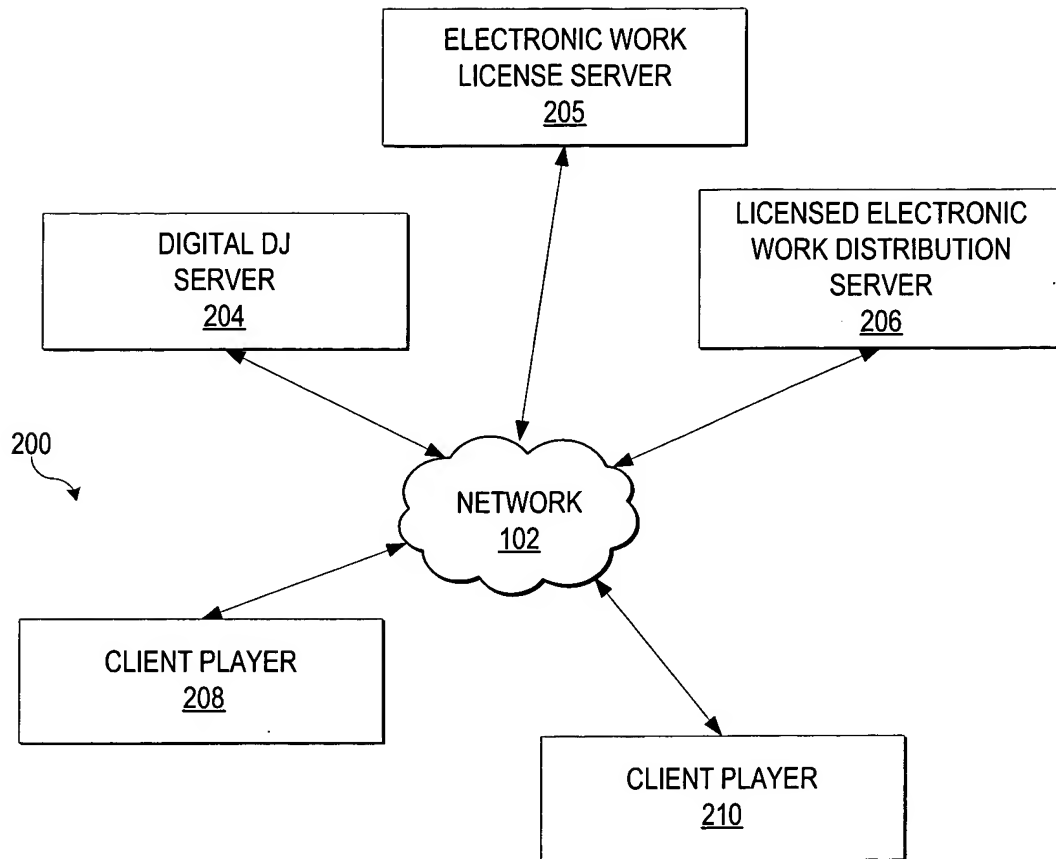 ELECTRONIC WORK
LICENSE SERVER
205
DIGITAL DJ
SERVER
204
LICENSED ELECTRONIC
WORK DISTRIBUTION
SERVER
206
200
NETWORK
102
CLIENT PLAYER
208
CLIENT PLAYER
210